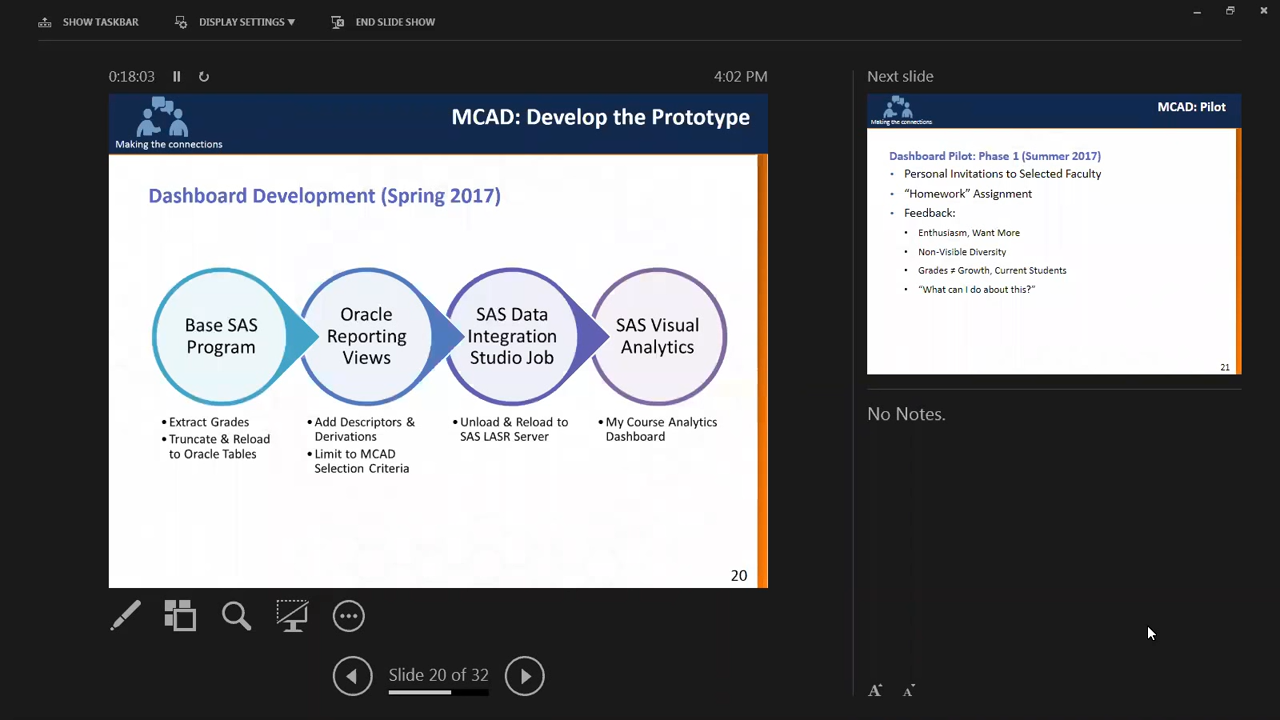 SHOW TASKBAR
DISPLAY SETTINGS ▼
END SLIDE SHOW
0:18:03
4:02 PM
Making the connections
MCAD: Develop the Prototype
Dashboard Development (Spring 2017)
Base SAS
Program
• Extract Grades
• Truncate & Reload
to Oracle Tables
Oracle
Reporting
Views
• Add Descriptors &
Derivations
• Limit to MCAD
Selection Criteria
SAS Data
Integration
Studio Job
• Unload & Reload to
SAS LASR Server
SAS Visual
Analytics
• My Course Analytics
Dashboard
20
Slide 20 of 32
Next slide
Making the connections
MCAD: Pilot
Dashboard Pilot: Phase 1 (Summer 2017)
• Personal Invitations to Selected Faculty
• “Homework” Assignment
• Feedback:
• Enthusiasm, Want More
• Non-Visible Diversity
• Grades ≠ Growth, Current Students
• “What can I do about this?”
21
No Notes.
A A